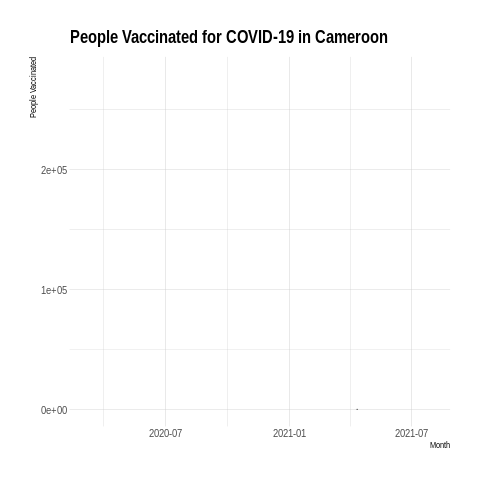 People Vaccinated for COVID-19 in Cameroon
People Vaccinated
2e+05
1e+05
0e+00
2020-07
2021-01
2021-07
Month